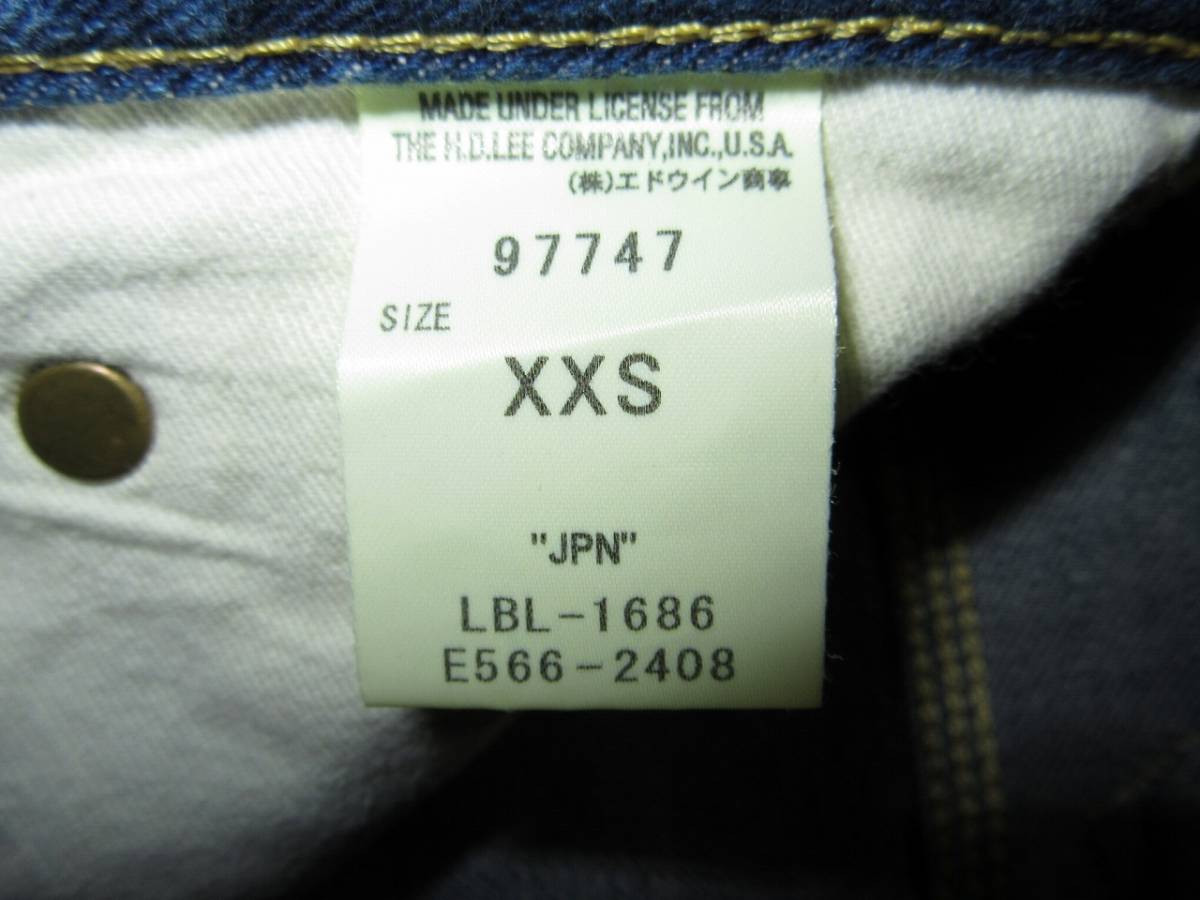 MADE UNDER LICENSE FROM
THE H.D.LEE COMPANY,INC.,U.S.A.
(株)エドウイン商事
97747
SIZE
XXS
"JPN"
LBL-1686
E566-2408